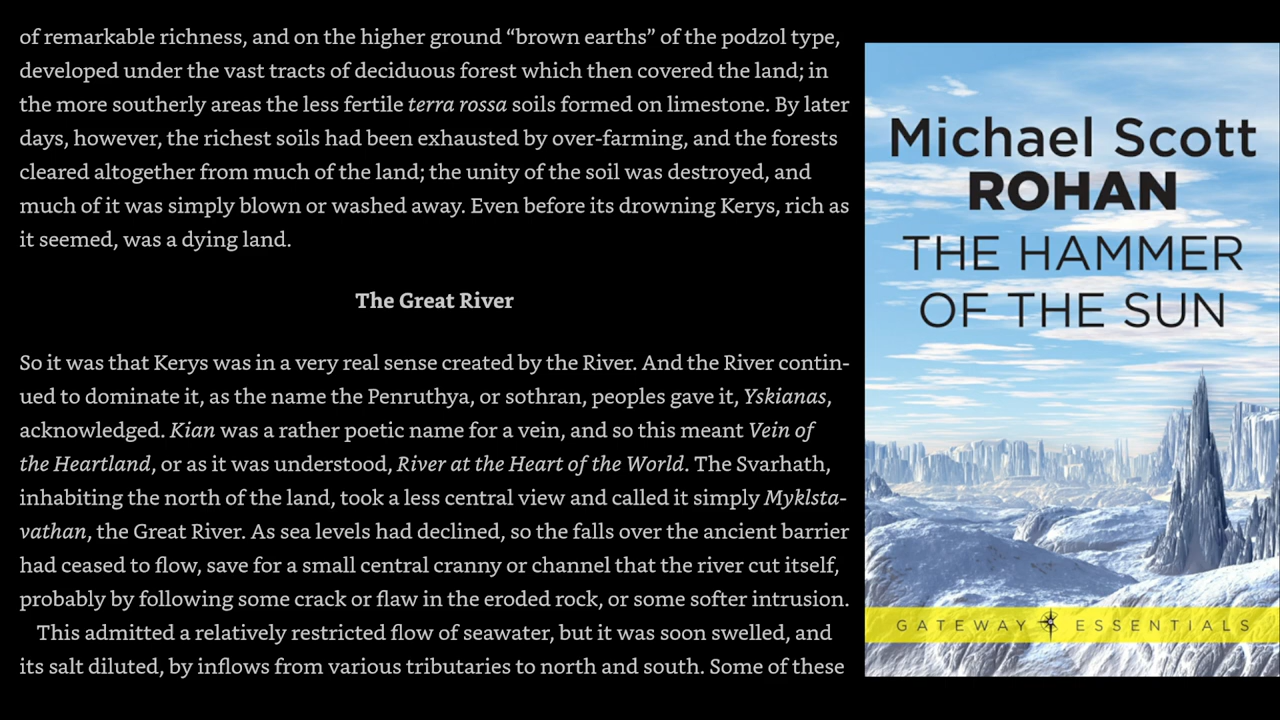 of remarkable richness, and on the higher ground “brown earths” of the podzol type,
developed under the vast tracts of deciduous forest which then covered the land; in
the more southerly areas the less fertile terra rossa soils formed on limestone. By later
days, however, the richest soils had been exhausted by over-farming, and the forests
cleared altogether from much of the land; the unity of the soil was destroyed, and
much of it was simply blown or washed away. Even before its drowning Kerys, rich as
it seemed, was a dying land.
The Great River
So it was that Kerys was in a very real sense created by the River. And the River contin-
ued to dominate it, as the name the Penruthya, or sothran, peoples gave it, Yskianas,
acknowledged. Kian was a rather poetic name for a vein, and so this meant Vein of
the Heartland, or as it was understood, River at the Heart of the World. The Svarhath,
inhabiting the north of the land, took a less central view and called it simply Myklsta-
vathan, the Great River. As sea levels had declined, so the falls over the ancient barrier
had ceased to flow, save for a small central cranny or channel that the river cut itself,
probably by following some crack or flaw in the eroded rock, or some softer intrusion.
This admitted a relatively restricted flow of seawater, but it was soon swelled, and
its salt diluted, by inflows from various tributaries to north and south. Some of these
Michael Scott
ROHAN
THE HAMMER
OF THE SUN
GATEWAY ESSENTIALS